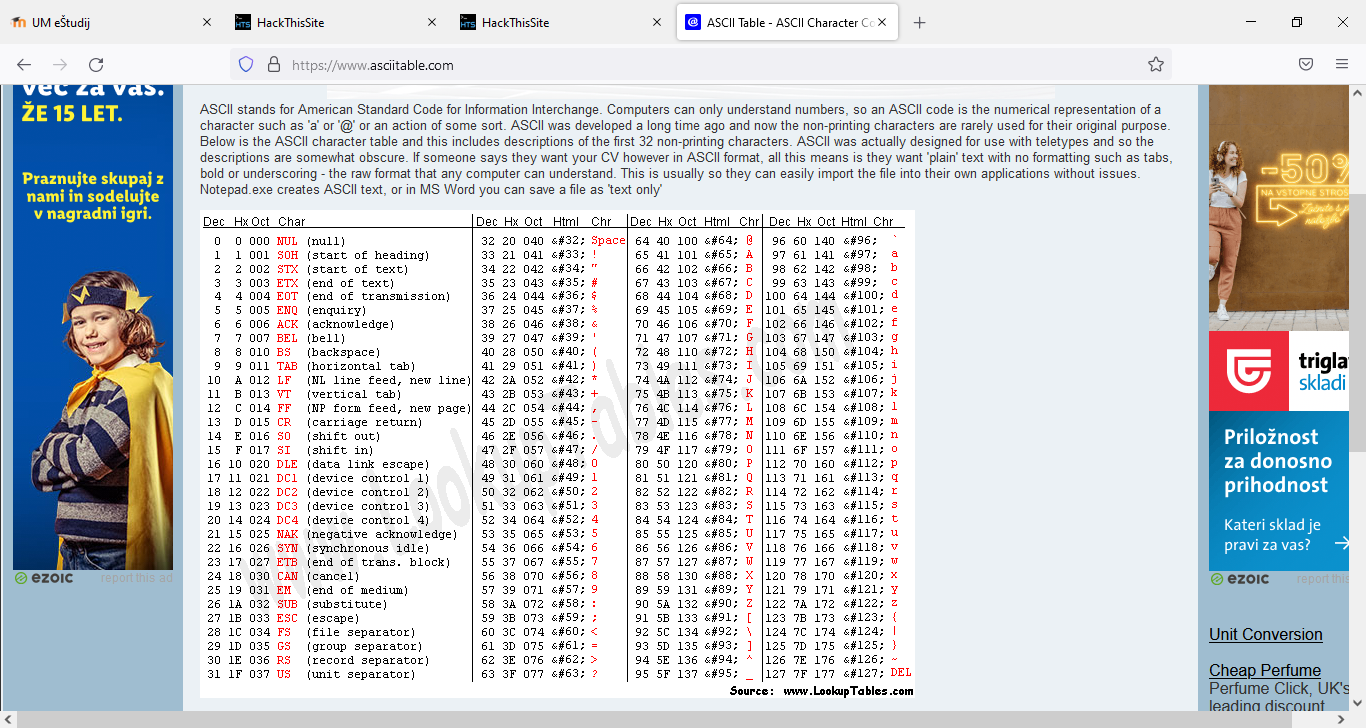 UM eŠtudij
HackThisSite
HackThisSite
ASCII Table - ASCII Character Co
https://www.asciitable.com
več za vas.
ŽE 15 LET.
Praznujte skupaj z
nami in sodelujte
v nagradni igri.
ezoic
report this ad
ASCII stands for American Standard Code for Information Interchange. Computers can only understand numbers, so an ASCII code is the numerical representation of a
character such as 'a' or '@' or an action of some sort. ASCII was developed a long time ago and now the non-printing characters are rarely used for their original purpose.
Below is the ASCII character table and this includes descriptions of the first 32 non-printing characters. ASCII was actually designed for use with teletypes and so the
descriptions are somewhat obscure. If someone says they want your CV however in ASCII format, all this means is they want 'plain' text with no formatting such as tabs,
bold or underscoring - the raw format that any computer can understand. This is usually so they can easily import the file into their own applications without issues.
Notepad.exe creates ASCII text, or in MS Word you can save a file as 'text only'
Dec Hx Oct Char Dec Hx Oct Html Chr Dec Hx Oct Html Chr Dec Hx Oct Html Chr
0 0 000 NUL (null) 32 20 040 &#32; Space 64 40 100 &#64; @ 96 60 140 &#96; `
1 1 001 SOH (start of heading) 33 21 041 &#33; ! 65 41 101 &#65; A 97 61 141 &#97; a
2 2 002 STX (start of text) 34 22 042 &#34; " 66 42 102 &#66; B 98 62 142 &#98; b
3 3 003 ETX (end of text) 35 23 043 &#35; # 67 43 103 &#67; C 99 63 143 &#99; c
4 4 004 EOT (end of transmission) 36 24 044 &#36; $ 68 44 104 &#68; D 100 64 144 &#100; d
5 5 005 ENQ (enquiry) 37 25 045 &#37; % 69 45 105 &#69; E 101 65 145 &#101; e
6 6 006 ACK (acknowledge) 38 26 046 &#38; & 70 46 106 &#70; F 102 66 146 &#102; f
7 7 007 BEL (bell) 39 27 047 &#39; ' 71 47 107 &#71; G 103 67 147 &#103; g
8 8 010 BS (backspace) 40 28 050 &#40; ( 72 48 110 &#72; H 104 68 150 &#104; h
9 9 011 TAB (horizontal tab) 41 29 051 &#41; ) 73 49 111 &#73; I 105 69 151 &#105; i
10 A 012 LF (NL line feed, new line) 42 2A 052 &#42; * 74 4A 112 &#74; J 106 6A 152 &#106; j
11 B 013 VT (vertical tab) 43 2B 053 &#43; + 75 4B 113 &#75; K 107 6B 153 &#107; k
12 C 014 FF (NP form feed, new page) 44 2C 054 &#44; , 76 4C 114 &#76; L 108 6C 154 &#108; l
13 D 015 CR (carriage return) 45 2D 055 &#45; - 77 4D 115 &#77; M 109 6D 155 &#109; m
14 E 016 SO (shift out) 46 2E 056 &#46; . 78 4E 116 &#78; N 110 6E 156 &#110; n
15 F 017 SI (shift in) 47 2F 057 &#47; / 79 4F 117 &#79; O 111 6F 157 &#111; o
16 10 020 DLE (data link escape) 48 30 060 &#48; 0 80 50 120 &#80; P 112 70 160 &#112; p
17 11 021 DC1 (device control 1) 49 31 061 &#49; 1 81 51 121 &#81; Q 113 71 161 &#113; q
18 12 022 DC2 (device control 2) 50 32 062 &#50; 2 82 52 122 &#82; R 114 72 162 &#114; r
19 13 023 DC3 (device control 3) 51 33 063 &#51; 3 83 53 123 &#83; S 115 73 163 &#115; s
20 14 024 DC4 (device control 4) 52 34 064 &#52; 4 84 54 124 &#84; T 116 74 164 &#116; t
21 15 025 NAK (negative acknowledge) 53 35 065 &#53; 5 85 55 125 &#85; U 117 75 165 &#117; u
22 16 026 SYN (synchronous idle) 54 36 066 &#54; 6 86 56 126 &#86; V 118 76 166 &#118; v
23 17 027 ETB (end of trans. block) 55 37 067 &#55; 7 87 57 127 &#87; W 119 77 167 &#119; w
24 18 030 CAN (cancel) 56 38 070 &#56; 8 88 58 130 &#88; X 120 78 170 &#120; x
25 19 031 EM (end of medium) 57 39 071 &#57; 9 89 59 131 &#89; Y 121 79 171 &#121; y
26 1A 032 SUB (substitute) 58 3A 072 &#58; : 90 5A 132 &#90; Z 122 7A 172 &#122; z
27 1B 033 ESC (escape) 59 3B 073 &#59; ; 91 5B 133 &#91; [ 123 7B 173 &#123; {
28 1C 034 FS (file separator) 60 3C 074 &#60; < 92 5C 134 &#92; \ 124 7C 174 &#124; |
29 1D 035 GS (group separator) 61 3D 075 &#61; = 93 5D 135 &#93; ] 125 7D 175 &#125; }
30 1E 036 RS (record separator) 62 3E 076 &#62; > 94 5E 136 &#94; ^ 126 7E 176 &#126; ~
31 1F 037 US (unit separator) 63 3F 077 &#63; ? 95 5F 137 &#95; _ 127 7F 177 &#127; DEL
Source: www.LookupTables.com
-50%
NA VSTOPNE STROŠ
triglav
skladi
Priložnost
za donosno
prihodnost
Kateri sklad je
pravi za vas?
ezoic
report this
Unit Conversion
Cheap Perfume
Perfume Click, UK's
leading discount